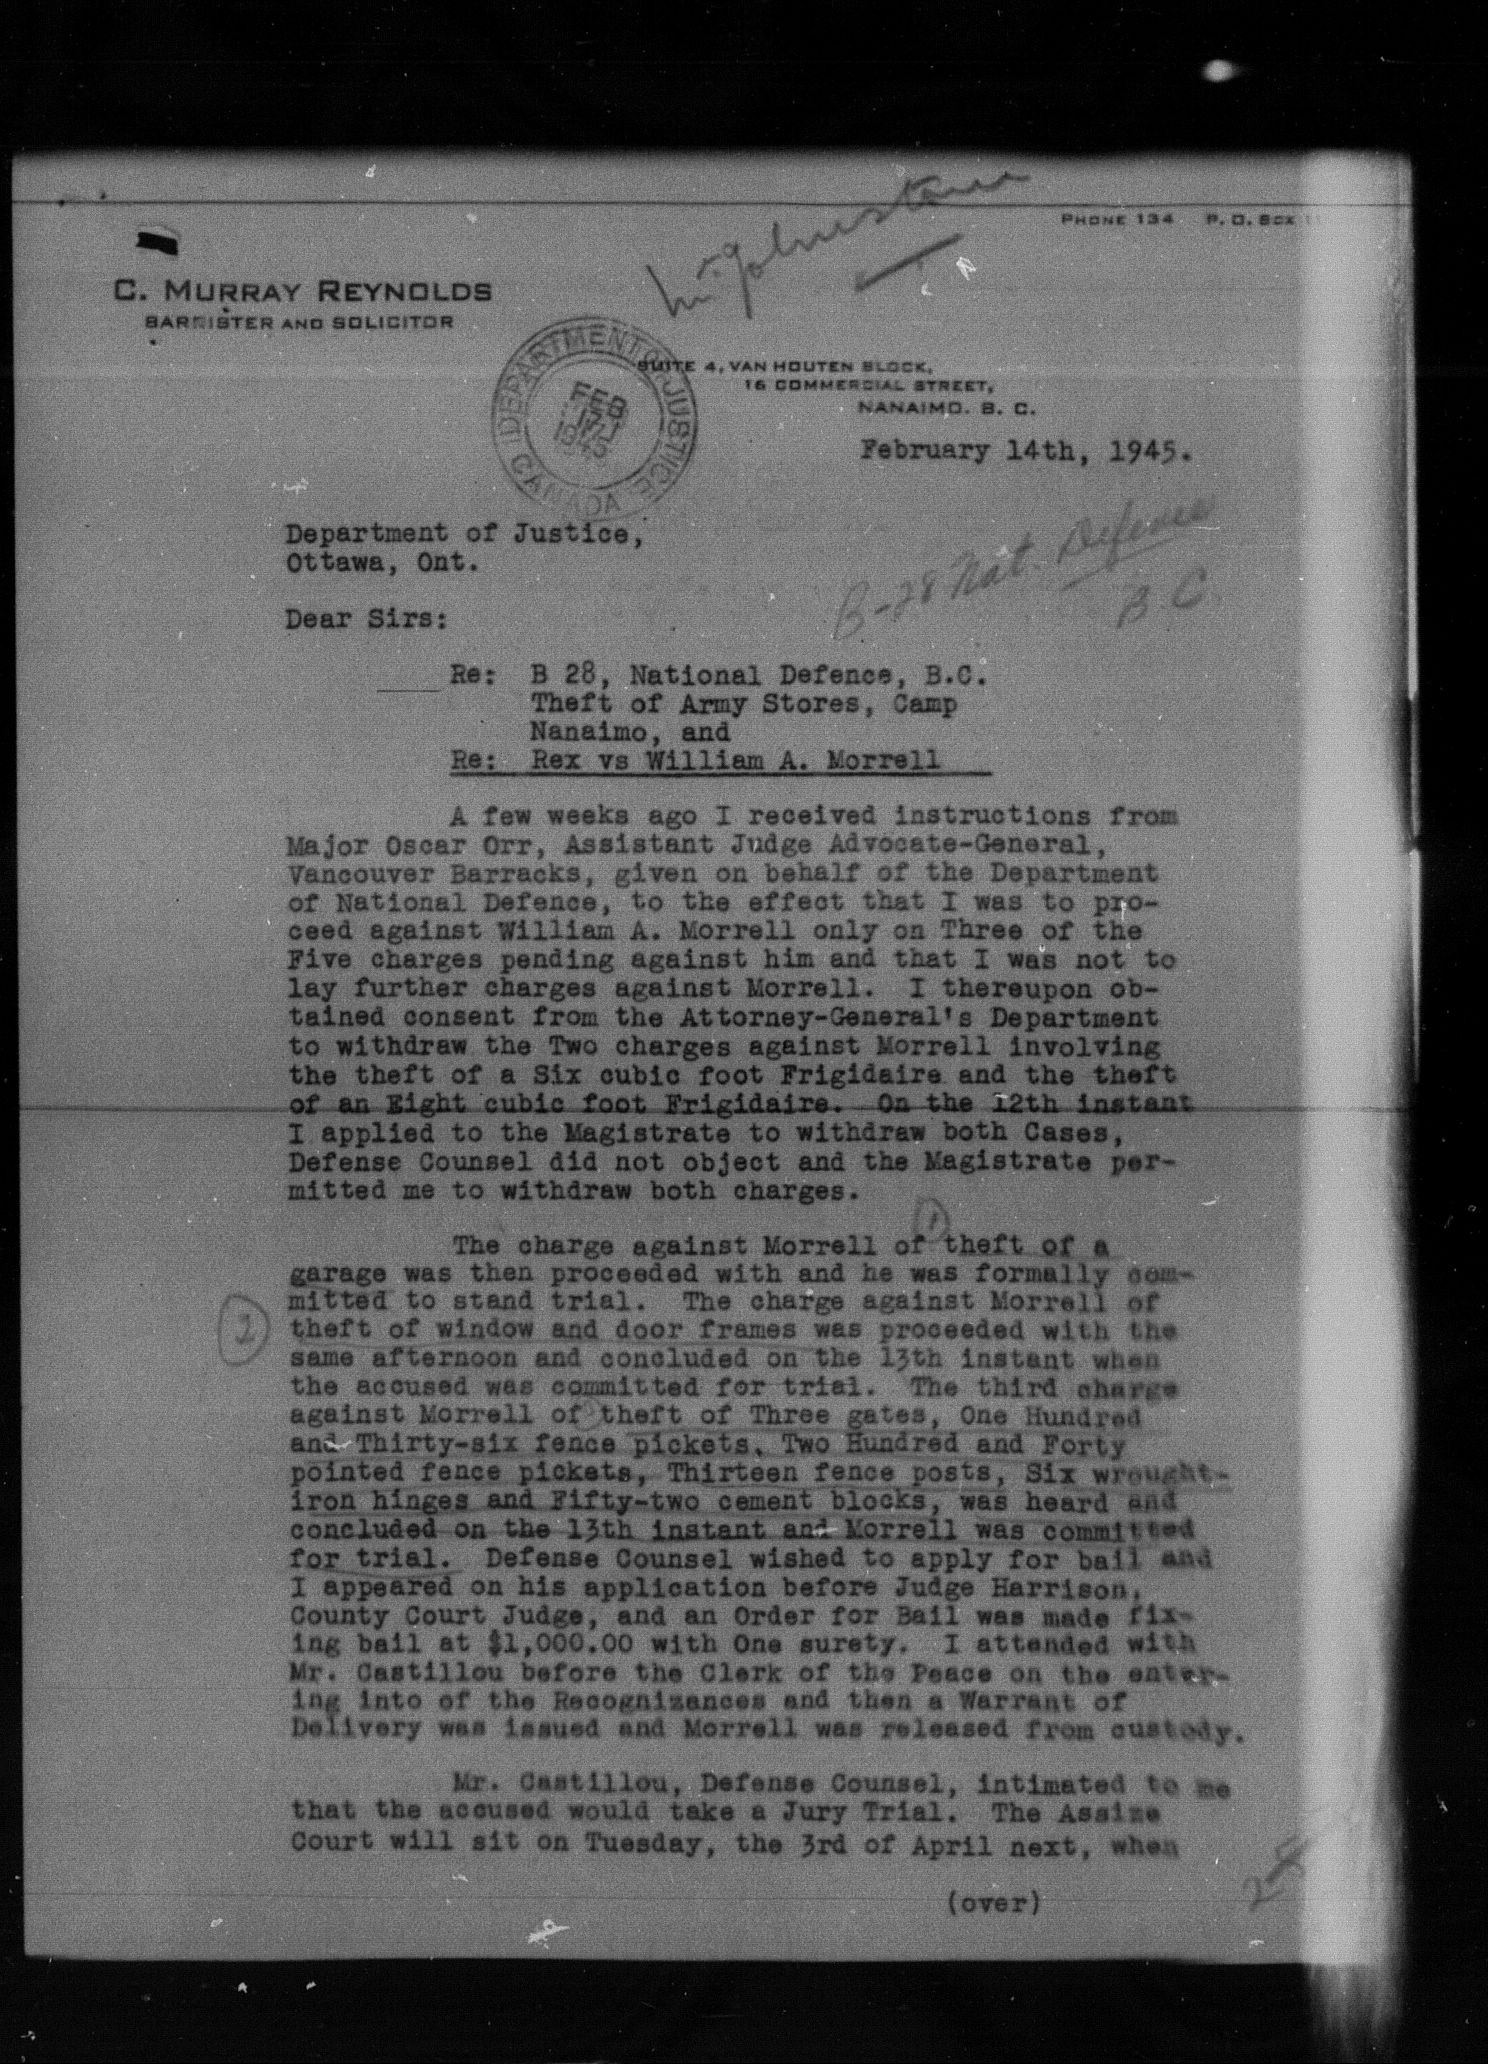 Mr. Johnstone
PHONE 134 P. O. BOX
C. MURRAY REYNOLDS
BARRISTER AND SOLICITOR
DEPARTMENT OF JUSTICE
FEB
17
1945
CANADA
SUITE 4, VAN HOUTEN BLOCK,
16 COMMERCIAL STREET,
NANAIMO. B. C.
February 14th, 1945.
Department of Justice,
Ottawa, Ont.
B-28 Nat. Defence
B.C.
Dear Sirs:
Re: B 28, National Defence, B.C.
Theft of Army Stores, Camp
Nanaimo, and
Re: Rex vs William A. Morrell
A few weeks ago I received instructions from
Major Oscar Orr, Assistant Judge Advocate-General,
Vancouver Barracks, given on behalf of the Department
of National Defence, to the effect that I was to pro-
ceed against William A. Morrell only on Three of the
Five charges pending against him and that I was not to
lay further charges against Morrell. I thereupon ob-
tained consent from the Attorney-General's Department
to withdraw the Two charges against Morrell involving
the theft of a Six cubic foot Frigidaire and the theft
of an Eight cubic foot Frigidaire. On the 12th instant
I applied to the Magistrate to withdraw both Cases,
Defense Counsel did not object and the Magistrate per-
mitted me to withdraw both charges.
1
The charge against Morrell of theft of a
garage was then proceeded with and he was formally com-
mitted to stand trial. The charge against Morrell of
2
theft of window and door frames was proceeded with the
same afternoon and concluded on the 13th instant when
the accused was committed for trial. The third charge
against Morrell of theft of Three gates, One Hundred
and Thirty-six fence pickets, Two Hundred and Forty
pointed fence pickets, Thirteen fence posts, Six wrought-
iron hinges and Fifty-two cement blocks, was heard and
concluded on the 13th instant and Morrell was committed
for trial. Defense Counsel wished to apply for bail and
I appeared on his application before Judge Harrison,
County Court Judge, and an Order for Bail was made fix-
ing bail at $1,000.00 with One surety. I attended with
Mr. Castillou before the Clerk of the Peace on the enter-
ing into of the Recognizances and then a Warrant of
Delivery was issued and Morrell was released from custody.
Mr. Castillou, Defense Counsel, intimated to me
that the accused would take a Jury Trial. The Assize
Court will sit on Tuesday, the 3rd of April next, when
(over)